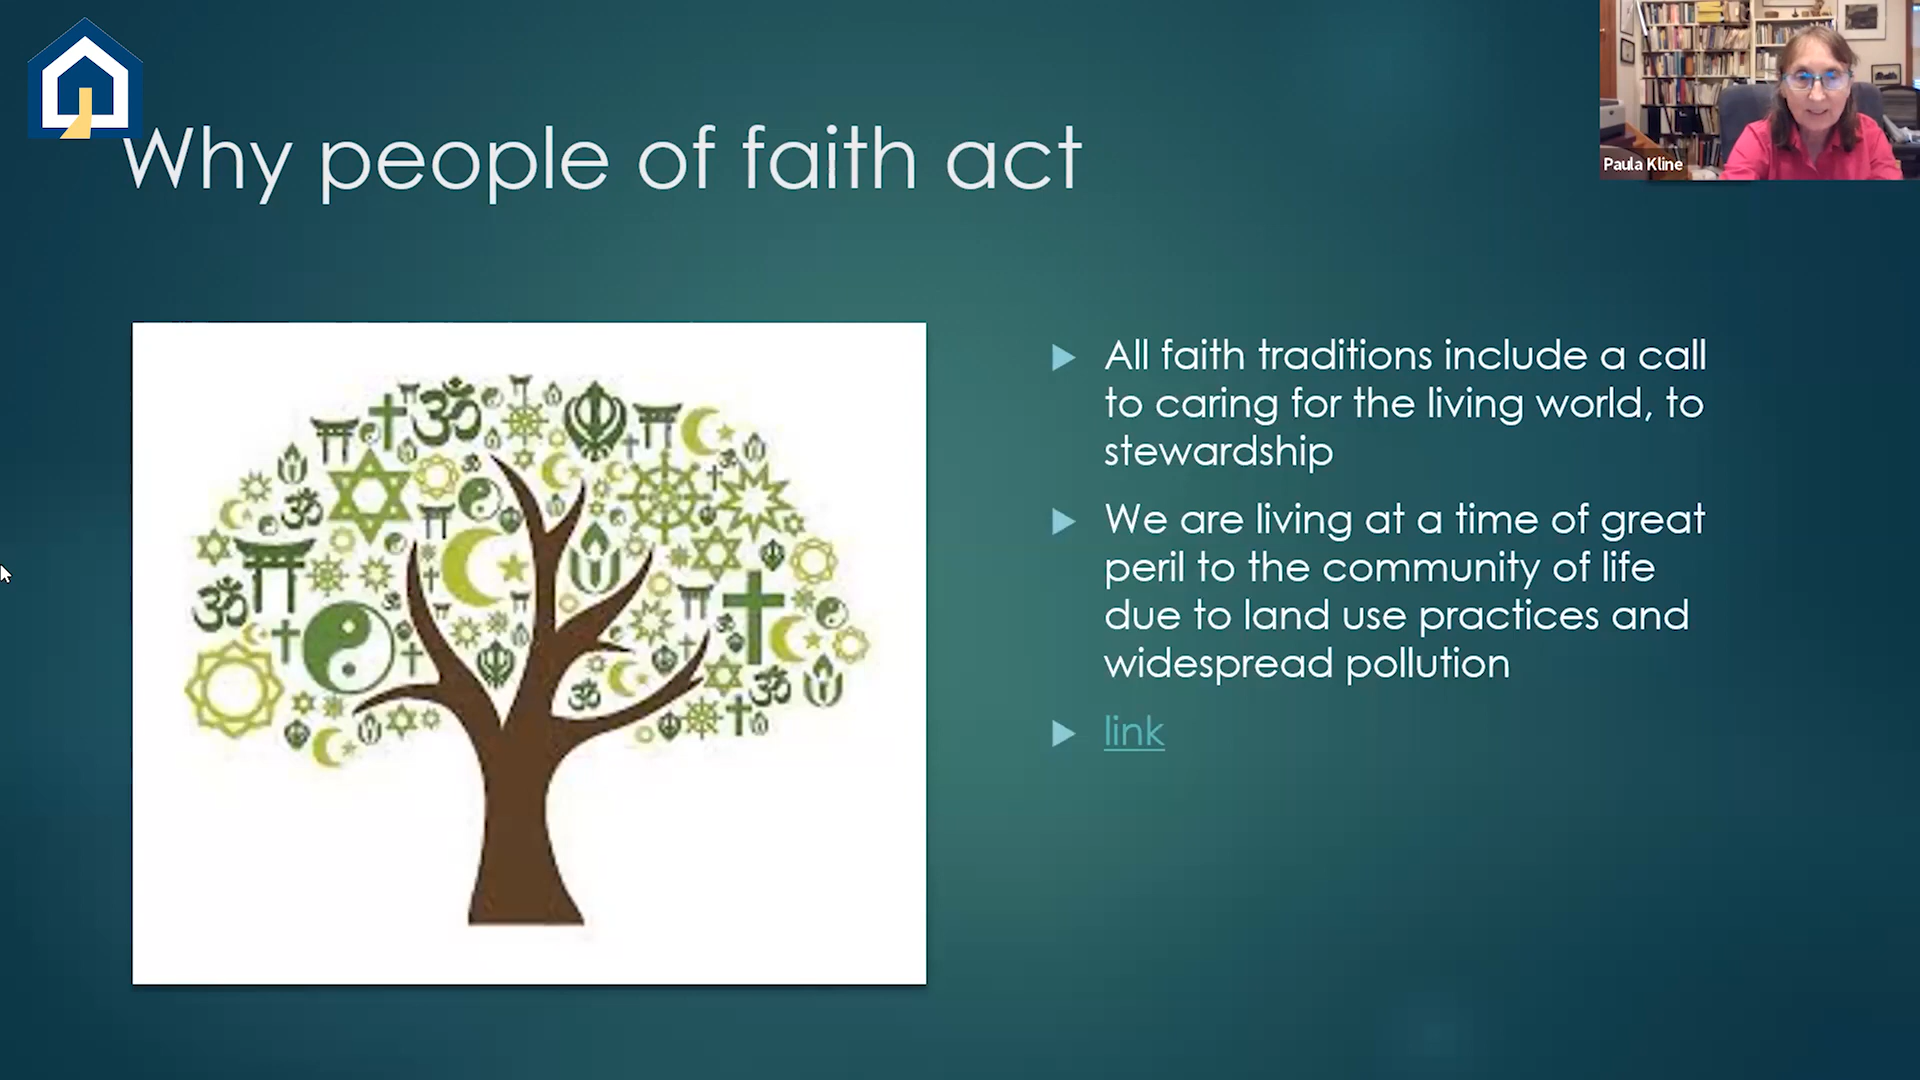 Why people of faith act
Paula Kline
All faith traditions include a call
to caring for the living world, to
stewardship
We are living at a time of great
peril to the community of life
due to land use practices and
widespread pollution
link